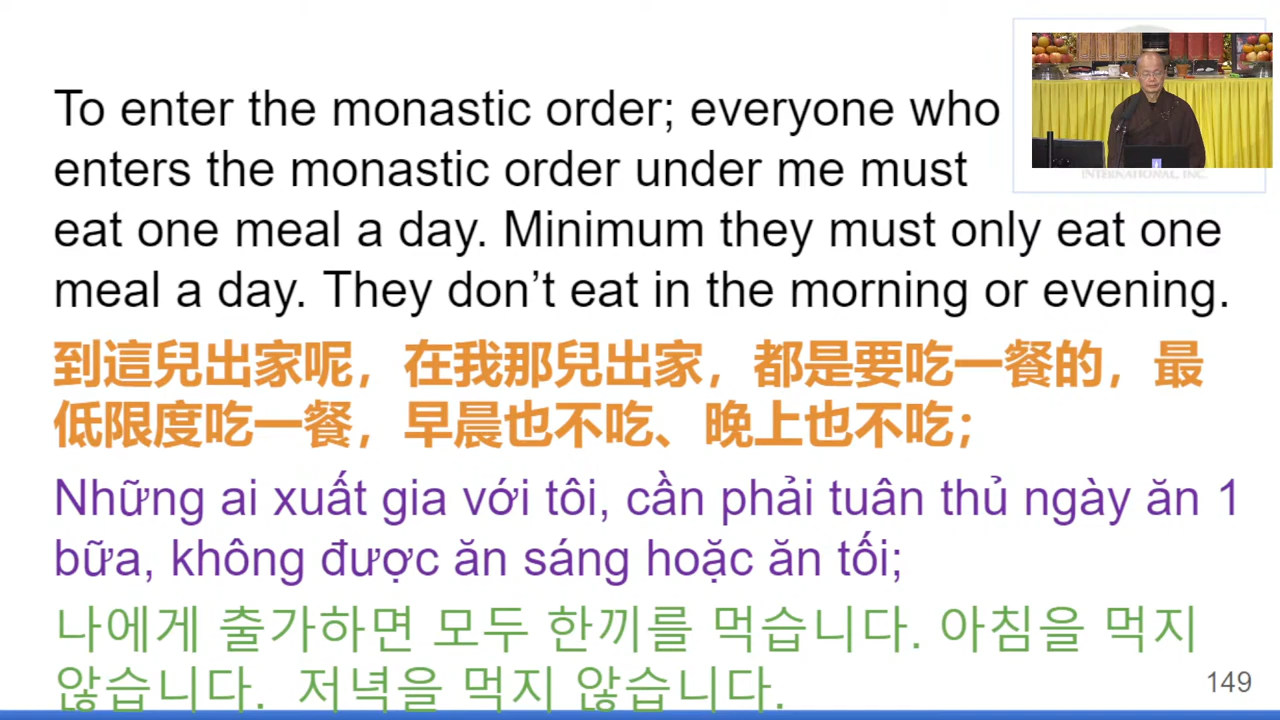 To enter the monastic order; everyone who
enters the monastic order under me must
eat one meal a day. Minimum they must only eat one
meal a day. They don’t eat in the morning or evening.
到這兒出家呢，在我那兒出家，都是要吃一餐的，最
低限度吃一餐，早晨也不吃、晚上也不吃；
Những ai xuất gia với tôi, cần phải tuân thủ ngày ăn 1
bữa, không được ăn sáng hoặc ăn tối;
나에게 출가하면 모두 한끼를 먹습니다. 아침을 먹지
않습니다. 저녁을 먹지 않습니다.
149
INTERNATIONAL, INC.